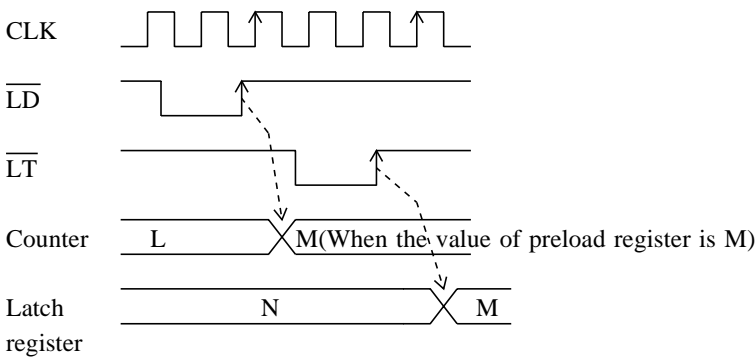 CLK
LD
LT
Counter L M(When the value of preload register is M)
Latch N M
register